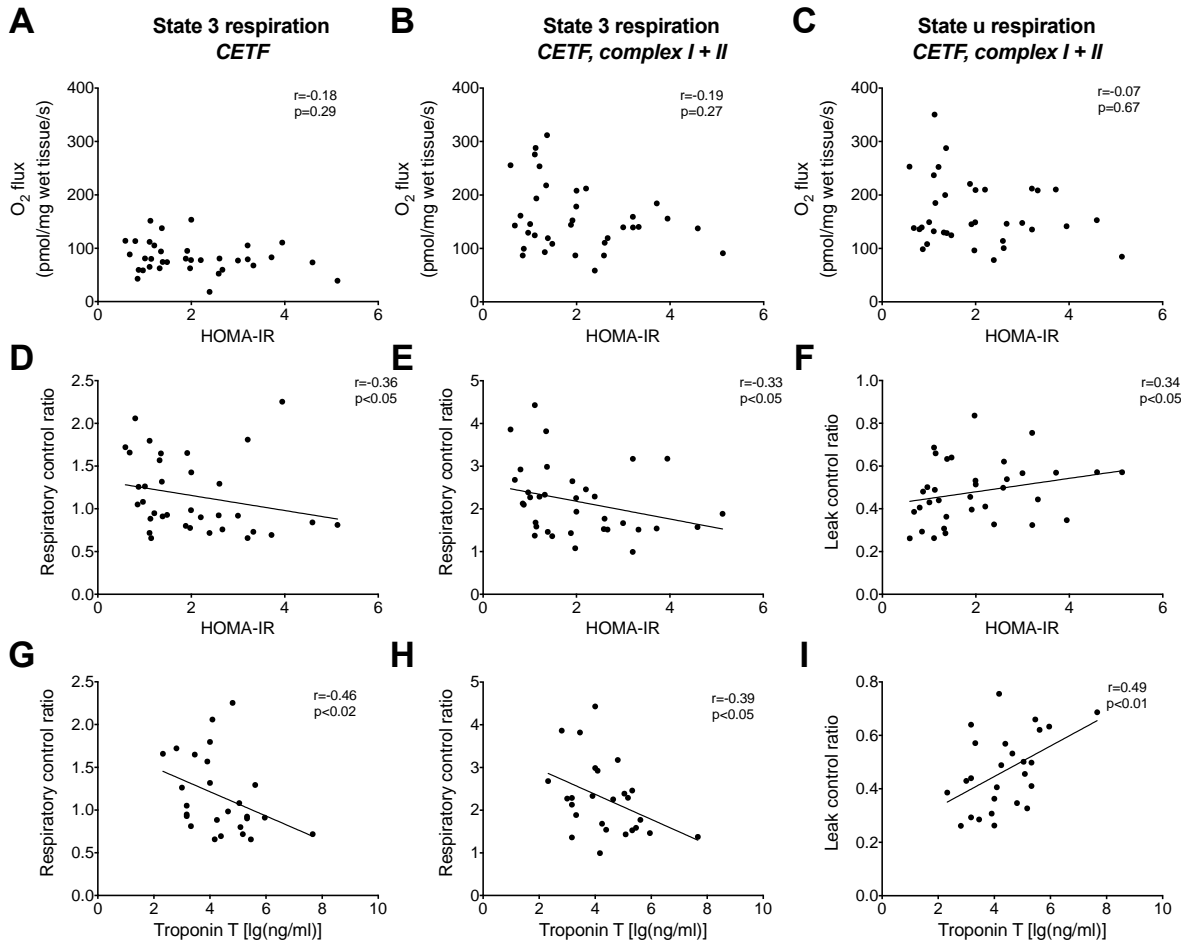 A
State 3 respiration
CETF
B
State 3 respiration
CETF, complex I + II
C
State u respiration
CETF, complex I + II
O2 flux
(pmol/mg wet tissue/s)
400
300
200
100
0
0 2 4 6
HOMA-IR
r=-0.18
p=0.29
O2 flux
(pmol/mg wet tissue/s)
400
300
200
100
0
0 2 4 6
HOMA-IR
r=-0.19
p=0.27
O2 flux
(pmol/mg wet tissue/s)
400
300
200
100
0
0 2 4 6
HOMA-IR
r=-0.07
p=0.67
D
Respiratory control ratio
2.5
2.0
1.5
1.0
0.5
0.0
0 2 4 6
HOMA-IR
r=-0.36
p<0.05
E
Respiratory control ratio
5
4
3
2
1
0
0 2 4 6
HOMA-IR
r=-0.33
p<0.05
F
Leak control ratio
1.0
0.8
0.6
0.4
0.2
0.0
0 2 4 6
HOMA-IR
r=0.34
p<0.05
G
Respiratory control ratio
2.5
2.0
1.5
1.0
0.5
0.0
0 2 4 6 8 10
Troponin T [lg(ng/ml)]
r=-0.46
p<0.02
H
Respiratory control ratio
5
4
3
2
1
0
0 2 4 6 8 10
Troponin T [lg(ng/ml)]
r=-0.39
p<0.05
I
Leak control ratio
0.8
0.6
0.4
0.2
0.0
0 2 4 6 8 10
Troponin T [lg(ng/ml)]
r=0.49
p<0.01